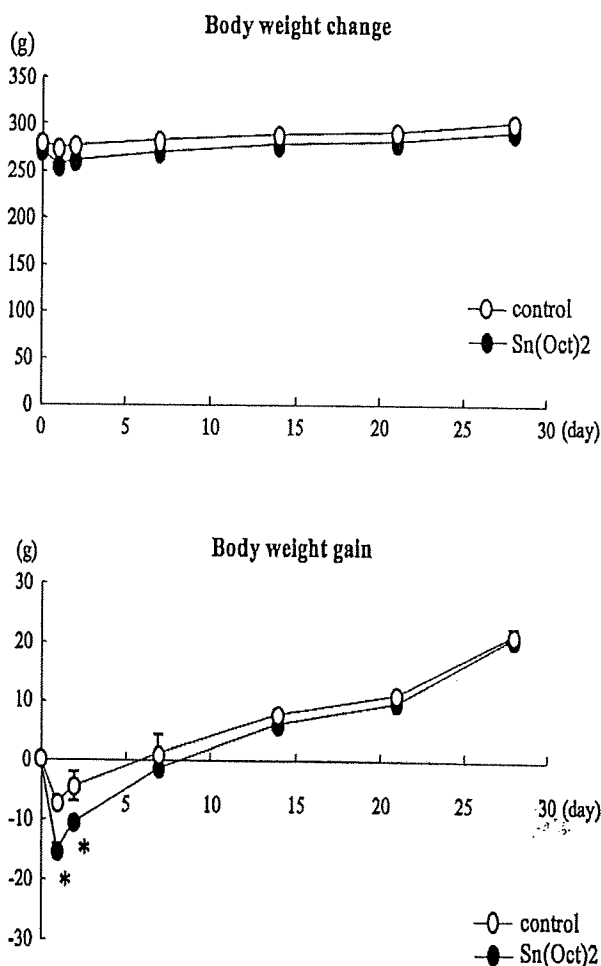 Body weight change
(g)
350
300
250
200
150
100
50
0
0 5 10 15 20 25 30 (day)
control
Sn(Oct)2
Body weight gain
(g)
30
20
10
0
-10
-20
-30
5 10 15 20 25 30 (day)
*
*
control
Sn(Oct)2